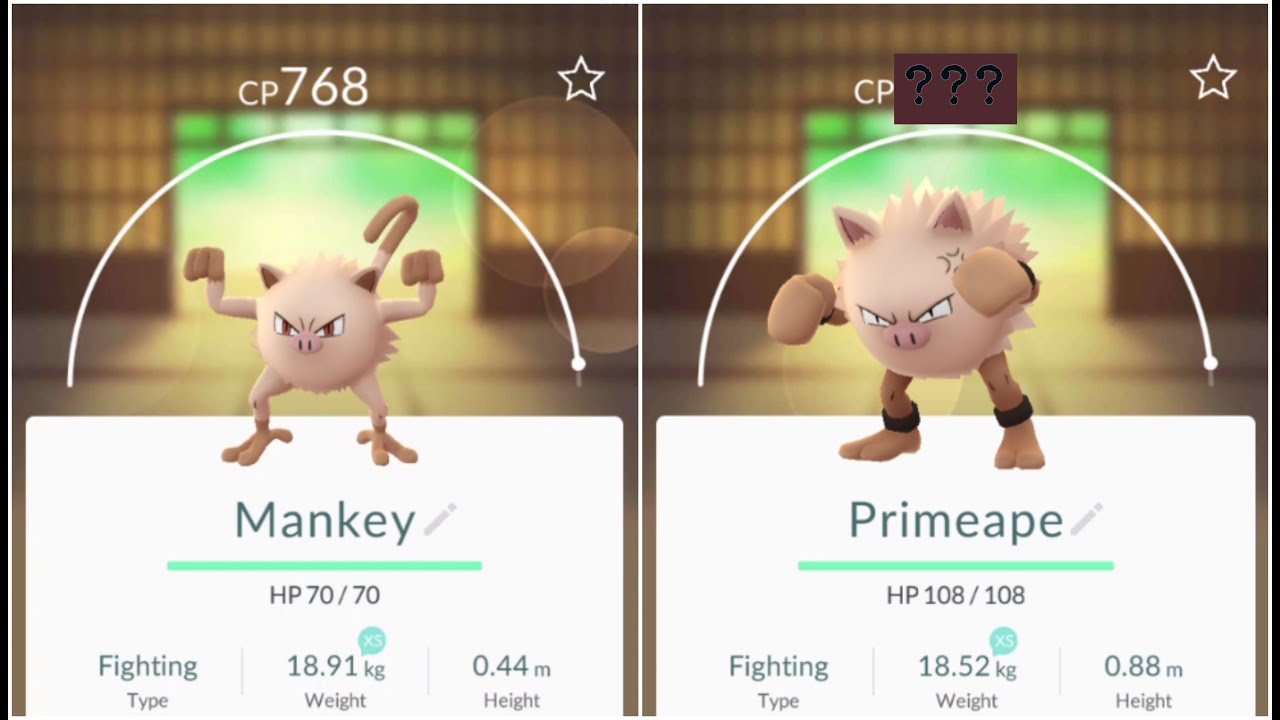 CP768
Mankey
HP 70 / 70
XS
Fighting
18.91 kg
0.44 m
Type
Weight
Height
CP???
Primeape
HP 108 / 108
XS
Fighting
18.52 kg
0.88 m
Type
Weight
Height